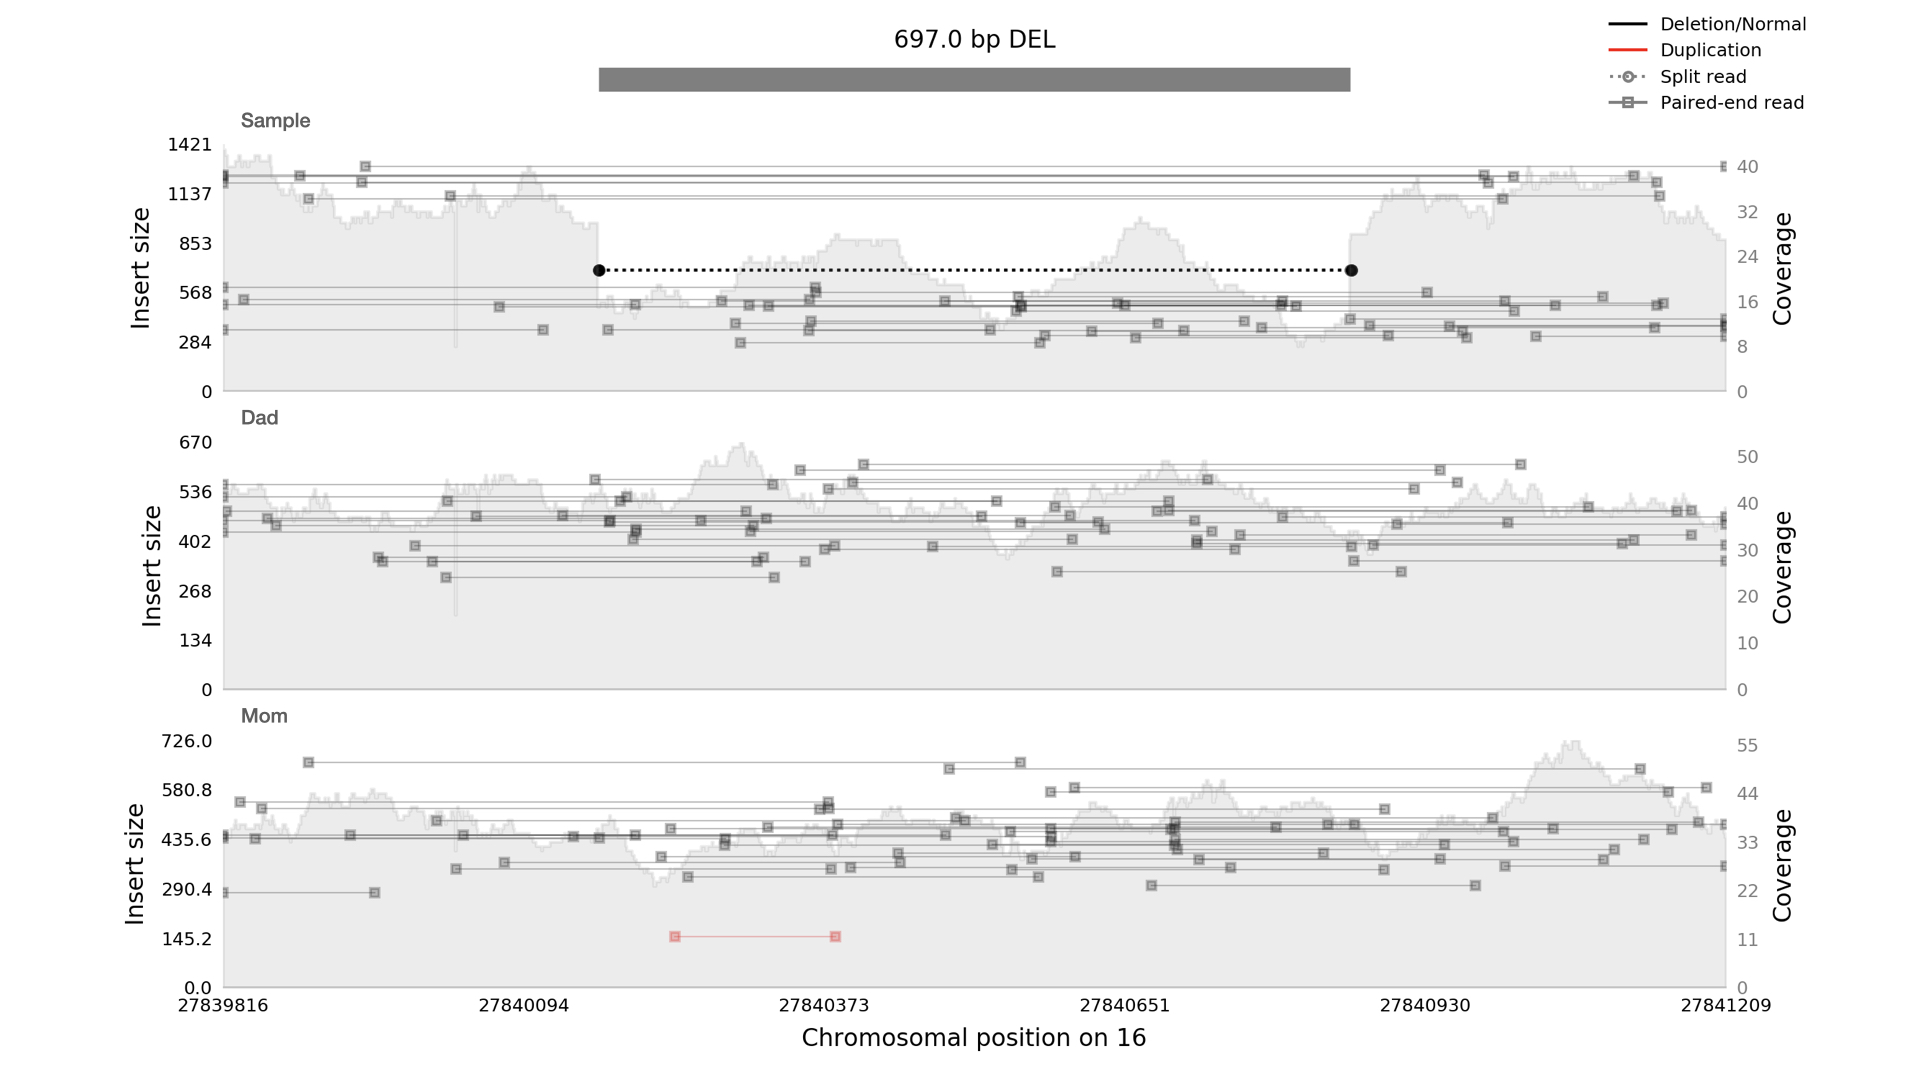 697.0 bp DEL
Deletion/Normal
Duplication
Split read
Paired-end read
Sample
1421
1137
853
568
284
0
Insert size
40
32
24
16
8
0
Coverage
Dad
670
536
402
268
134
0
Insert size
50
40
30
20
10
0
Coverage
Mom
726.0
580.8
435.6
290.4
145.2
0.0
Insert size
55
44
33
22
11
0
Coverage
27839816 27840094 27840373 27840651 27840930 27841209
Chromosomal position on 16